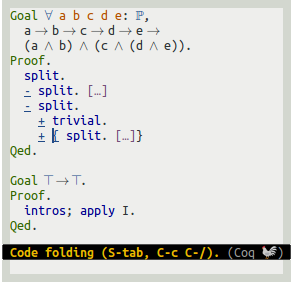 Goal ∀ a b c d e: ℙ,
a → b → c → d → e →
(a ∧ b) ∧ (c ∧ (d ∧ e)).
Proof.
split.
- split. […]
- split.
+ trivial.
+ { split. […]}
Qed.
Goal ⊤ → ⊤.
Proof.
intros; apply I.
Qed.
Code folding (S-tab, C-c C-/). (Coq 🐓)